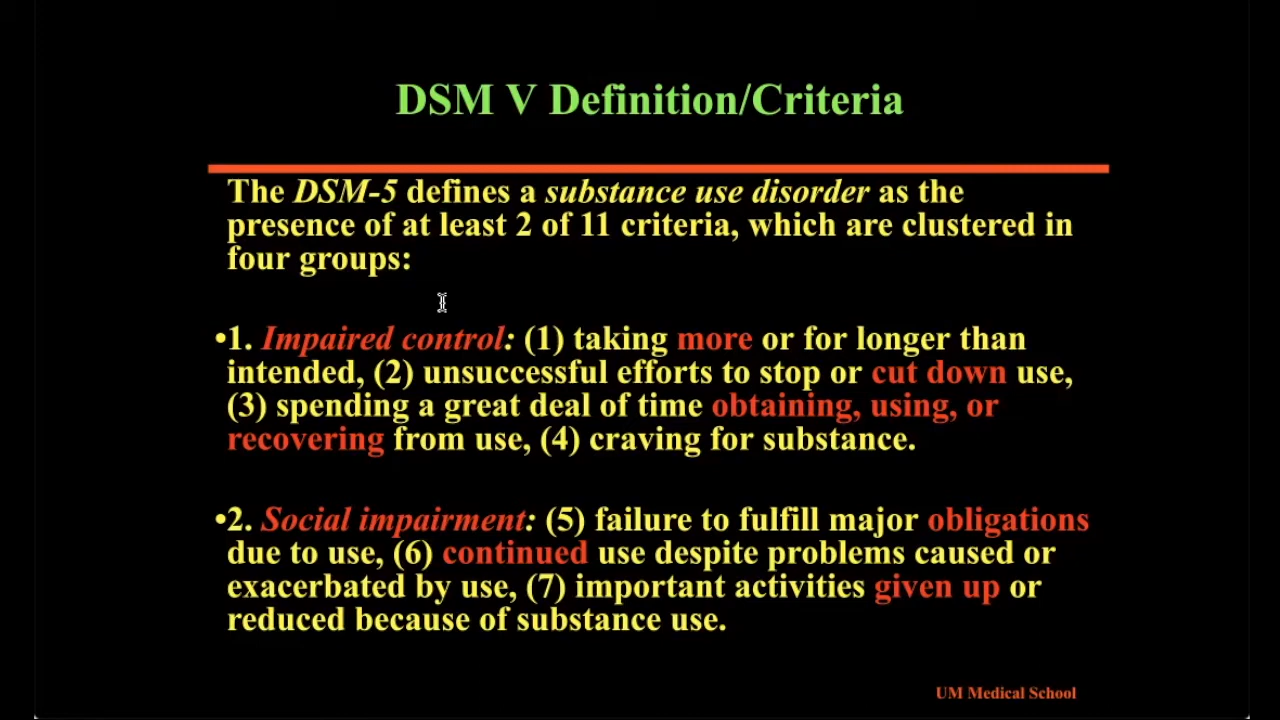 DSM V Definition/Criteria
The DSM-5 defines a substance use disorder as the
presence of at least 2 of 11 criteria, which are clustered in
four groups:
•1. Impaired control: (1) taking more or for longer than
intended, (2) unsuccessful efforts to stop or cut down use,
(3) spending a great deal of time obtaining, using, or
recovering from use, (4) craving for substance.
•2. Social impairment: (5) failure to fulfill major obligations
due to use, (6) continued use despite problems caused or
exacerbated by use, (7) important activities given up or
reduced because of substance use.
UM Medical School